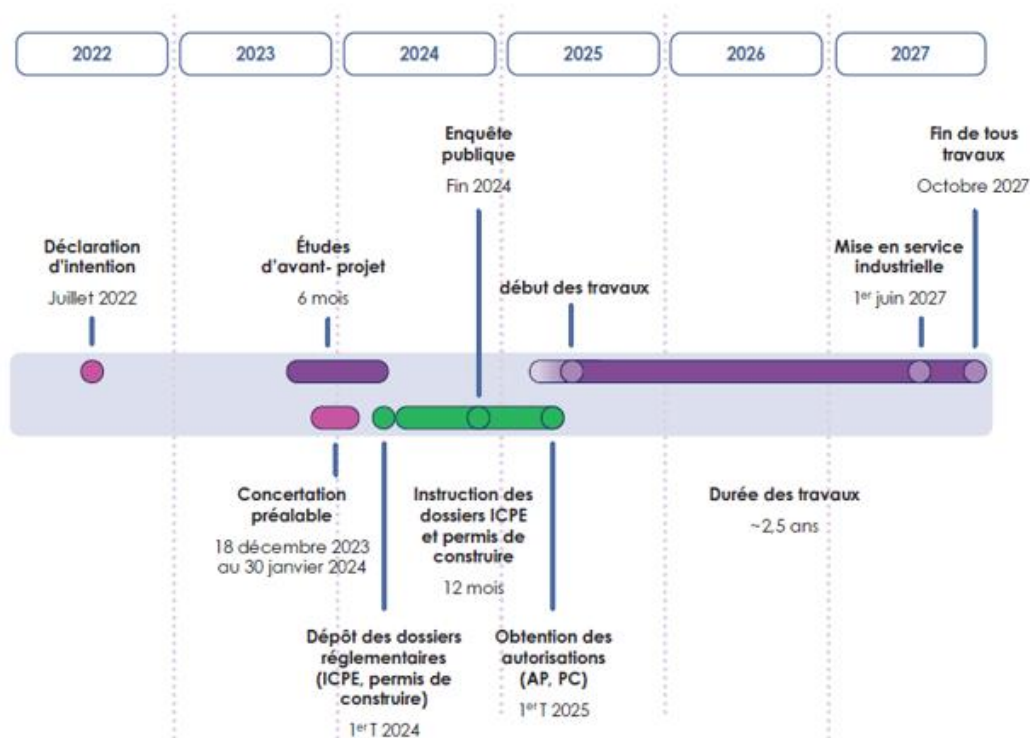 2022
2023
2024
2025
2026
2027
Enquête
publique
Fin 2024
Fin de tous
travaux
Octobre 2027
Déclaration
d'intention
Juillet 2022
Études
d'avant- projet
6 mois
début des travaux
Mise en service
industrielle
1er juin 2027
Concertation
préalable
18 décembre 2023
au 30 janvier 2024
Instruction des
dossiers ICPE
et permis de
construire
12 mois
Durée des travaux
~2,5 ans
Dépôt des dossiers
réglementaires
(ICPE, permis de
construire)
1er T 2024
Obtention des
autorisations
(AP, PC)
1er T 2025